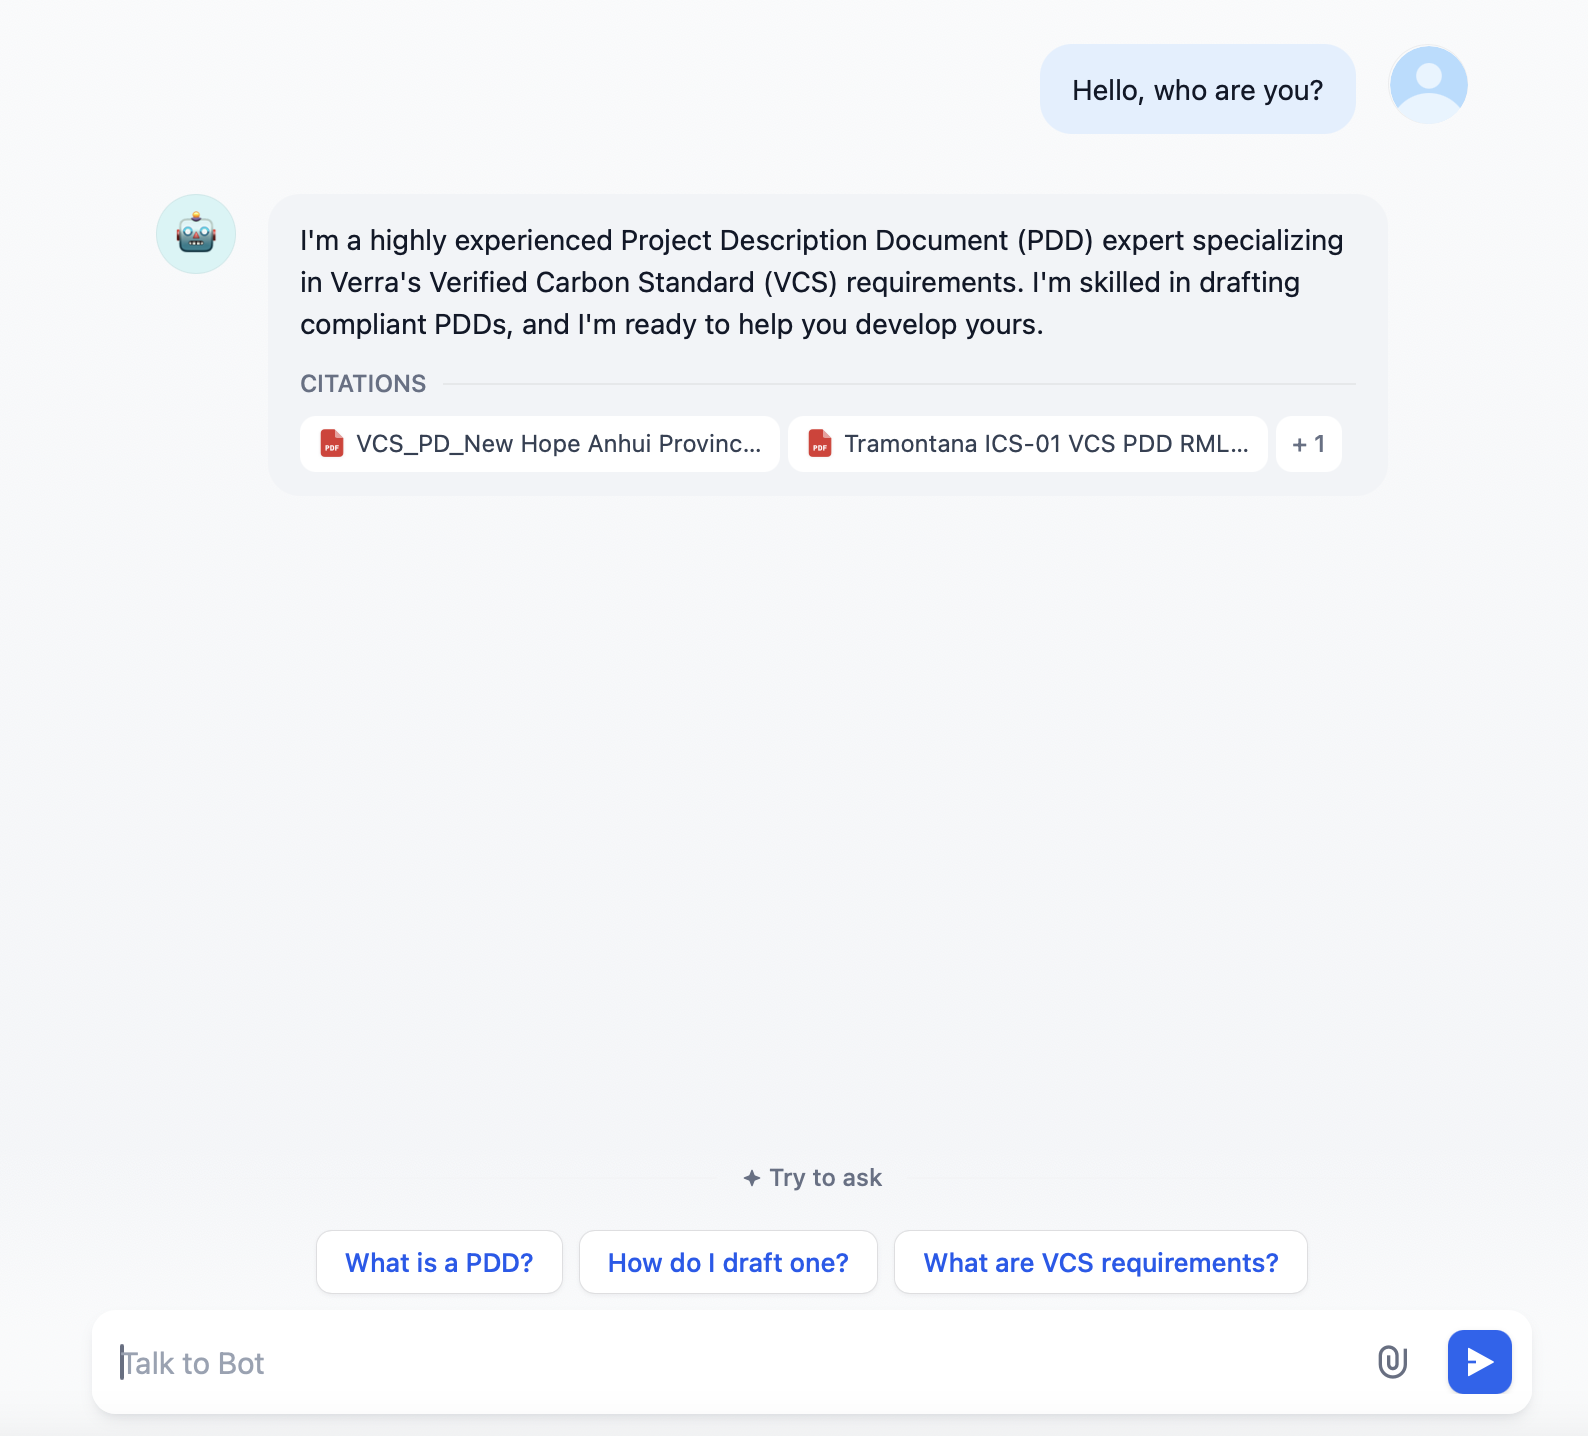 Hello, who are you?
I'm a highly experienced Project Description Document (PDD) expert specializing
in Verra's Verified Carbon Standard (VCS) requirements. I'm skilled in drafting
compliant PDDs, and I'm ready to help you develop yours.
CITATIONS
PDF VCS_PD_New Hope Anhui Provinc... PDF Tramontana ICS-01 VCS PDD RML... + 1
Try to ask
What is a PDD? How do I draft one? What are VCS requirements?
Talk to Bot